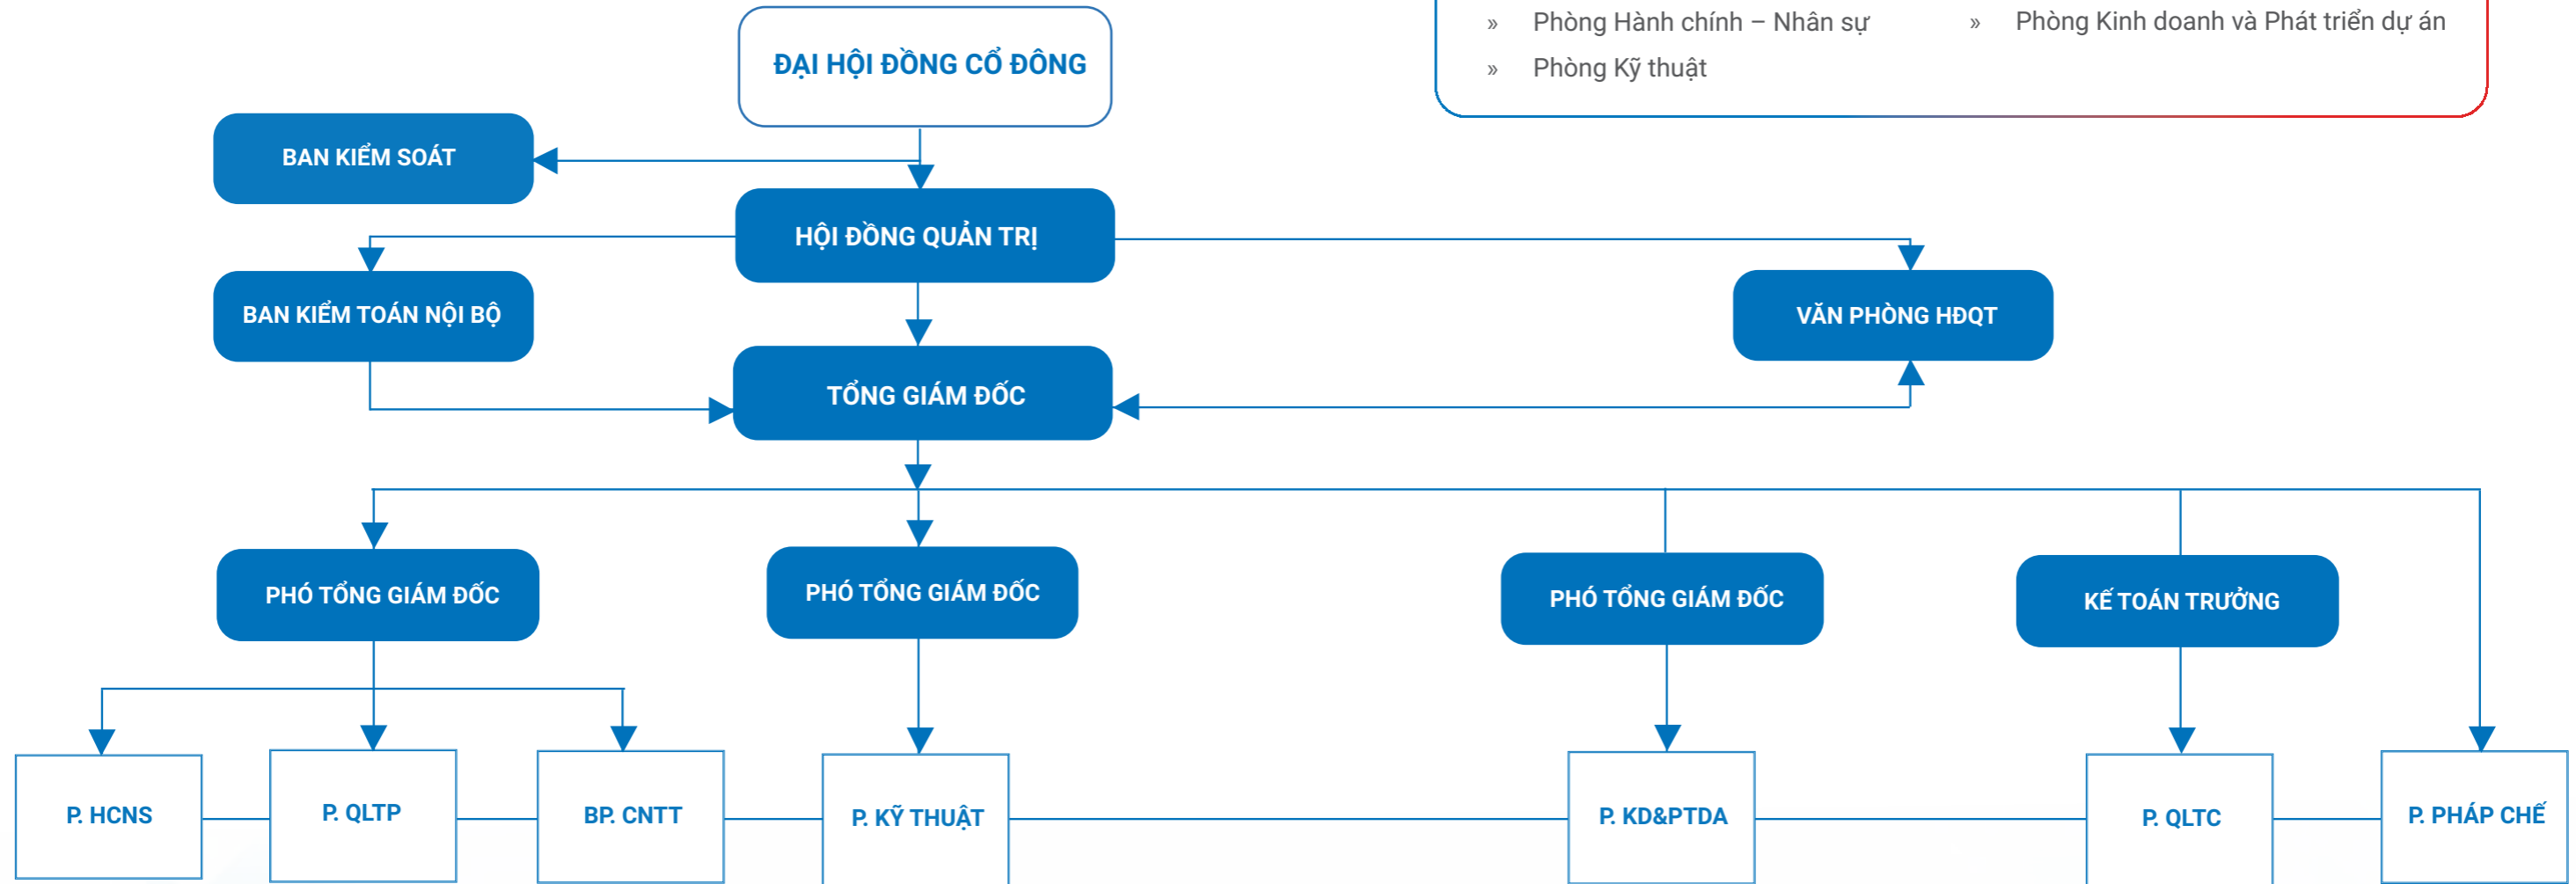 » Phòng Hành chính – Nhân sự
» Phòng Kinh doanh và Phát triển dự án
» Phòng Kỹ thuật
ĐẠI HỘI ĐỒNG CỔ ĐÔNG
BAN KIỂM SOÁT
HỘI ĐỒNG QUẢN TRỊ
BAN KIỂM TOÁN NỘI BỘ
VĂN PHÒNG HĐQT
TỔNG GIÁM ĐỐC
PHÓ TỔNG GIÁM ĐỐC
PHÓ TỔNG GIÁM ĐỐC
PHÓ TỔNG GIÁM ĐỐC
KẾ TOÁN TRƯỞNG
P. HCNS
P. QLTP
BP. CNTT
P. KỸ THUẬT
P. KD&PTDA
P. QLTC
P. PHÁP CHẾ